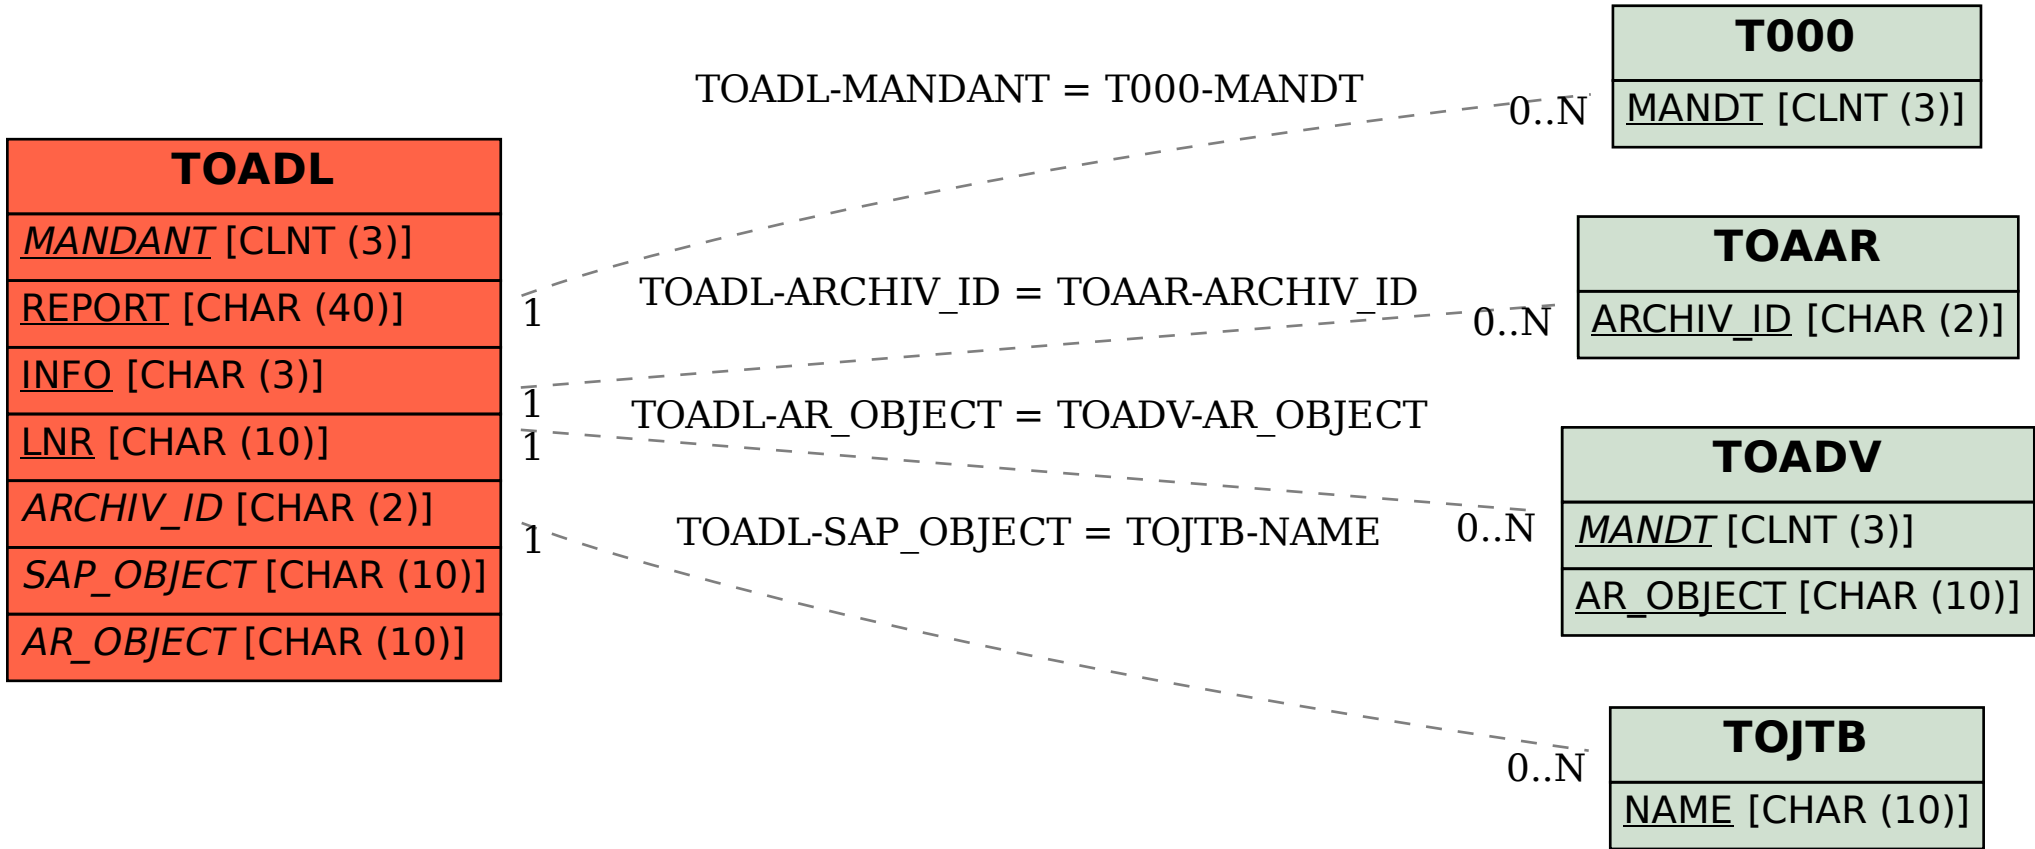 TOADL
MANDANT [CLNT (3)]
REPORT [CHAR (40)]
INFO [CHAR (3)]
LNR [CHAR (10)]
ARCHIV_ID [CHAR (2)]
SAP_OBJECT [CHAR (10)]
AR_OBJECT [CHAR (10)]
TOADL-MANDANT = T000-MANDT
0..N
1
TOADL-ARCHIV_ID = TOAAR-ARCHIV_ID
0..N
1
TOADL-AR_OBJECT = TOADV-AR_OBJECT
1
0..N
TOADL-SAP_OBJECT = TOJTB-NAME
1
0..N
T000
MANDT [CLNT (3)]
TOAAR
ARCHIV_ID [CHAR (2)]
TOADV
MANDT [CLNT (3)]
AR_OBJECT [CHAR (10)]
TOJTB
NAME [CHAR (10)]